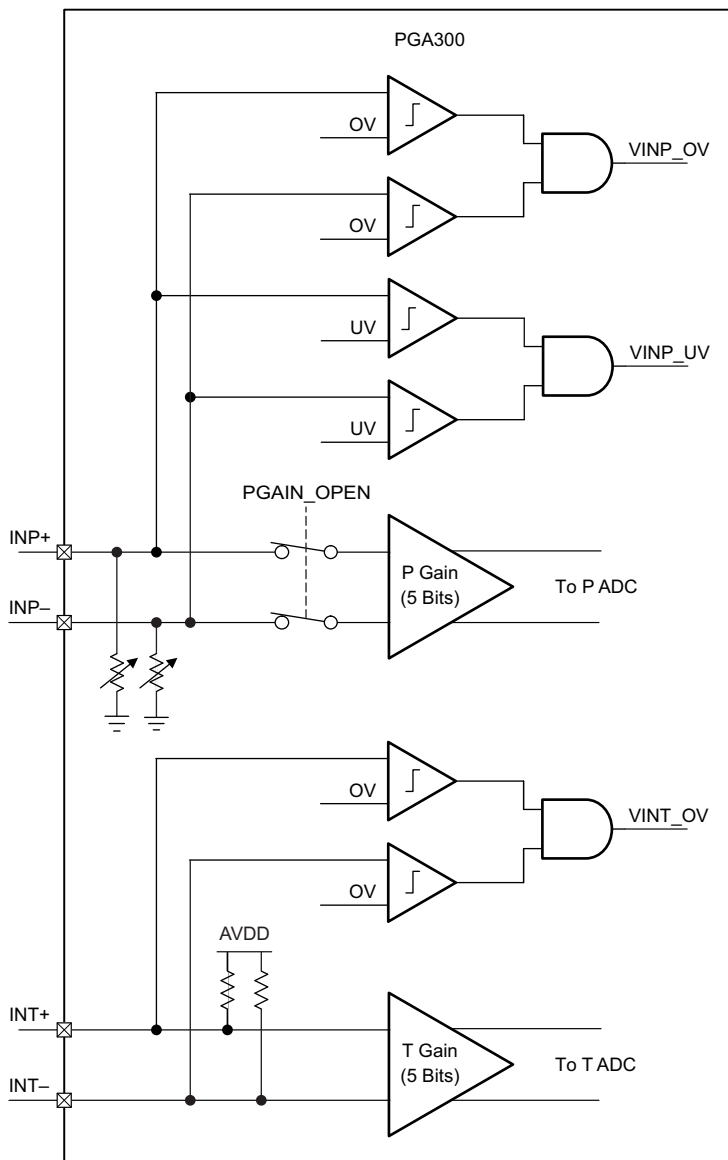 PGA300
OV
VINP_OV
OV
UV
VINP_UV
UV
PGAIN_OPEN
INP+
P Gain
(5 Bits)
To P ADC
INP–
OV
VINT_OV
OV
AVDD
INT+
T Gain
(5 Bits)
To T ADC
INT–